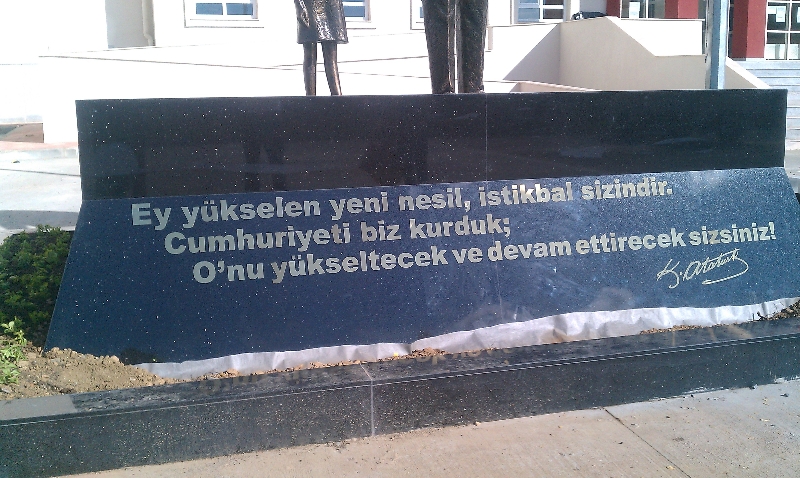 Ey yükselen yeni nesil, istikbal sizindir.
Cumhuriyeti biz kurduk;
O'nu yükseltecek ve devam ettirecek sizsiniz!
K. Atatürk